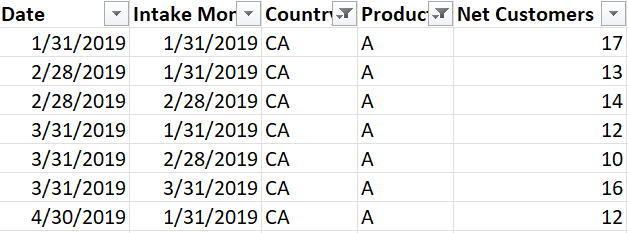 Date Intake Mon Country Product Net Customers
1/31/2019 1/31/2019 CA A 17
2/28/2019 1/31/2019 CA A 13
2/28/2019 2/28/2019 CA A 14
3/31/2019 1/31/2019 CA A 12
3/31/2019 2/28/2019 CA A 10
3/31/2019 3/31/2019 CA A 16
4/30/2019 1/31/2019 CA A 12